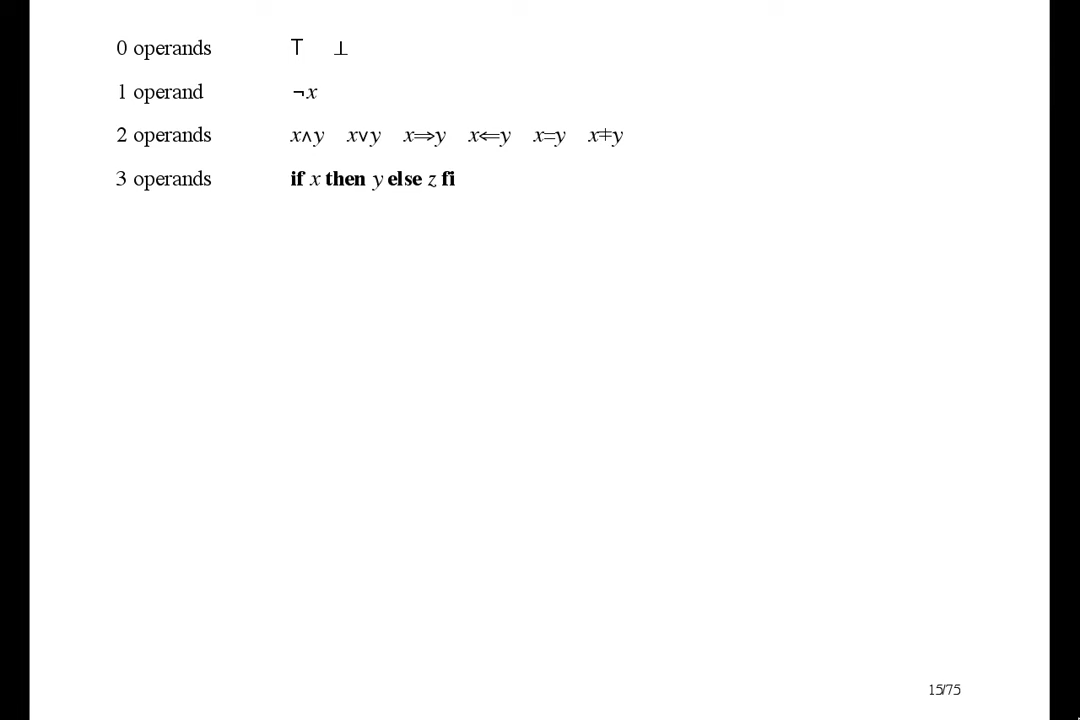 0 operands ⊤ ⊥
1 operand ¬x
2 operands x∧y x∨y x⇒y x⇐y x=y x⧧y
3 operands if x then y else z fi
15/75